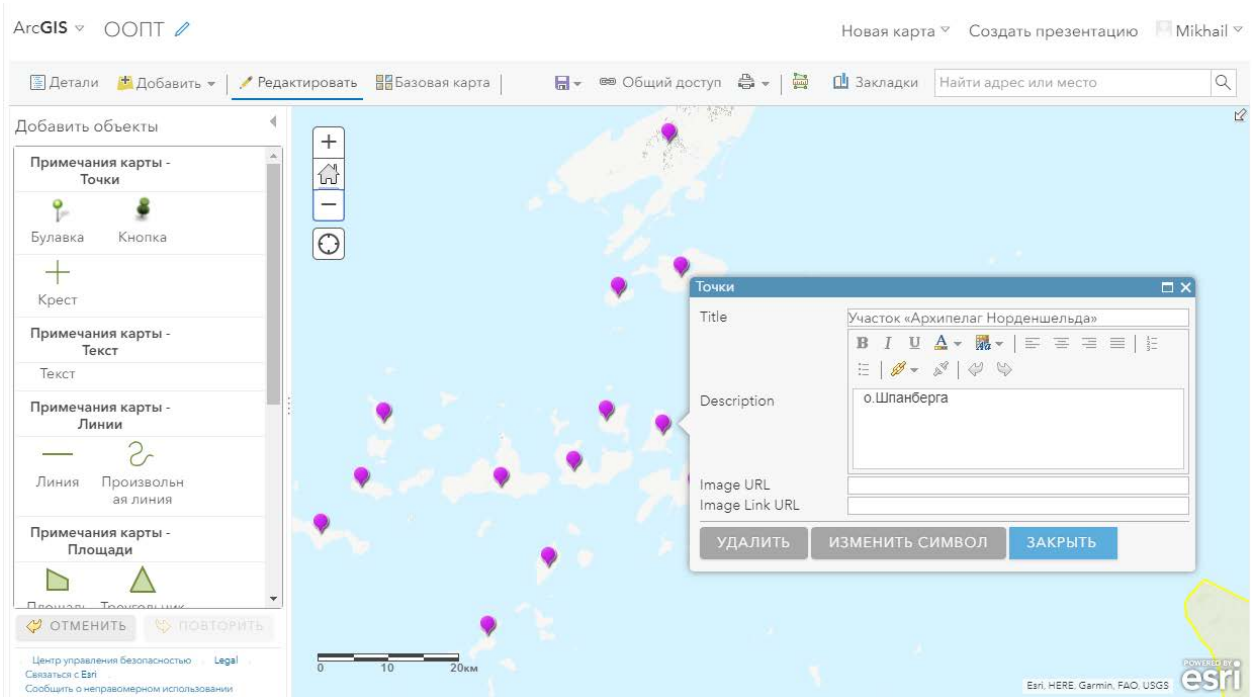 ArcGIS ООПТ Новая карта Создать презентацию Mikhail
Детали Добавить Редактировать Базовая карта Общий доступ Закладки Найти адрес или место
Добавить объекты
Примечания карты -
Точки
Булавка Кнопка
Крест
Примечания карты -
Текст
Текст
Примечания карты -
Линии
Линия Произвольн
ая линия
Примечания карты -
Площади
Площадь Треугольник
ОТМЕНИТЬ ПОВТОРИТЬ
Центр управления безопасностью Legal
Связаться с Esri
Сообщить о неправомерном использовании
Точки
Title Участок «Архипелаг Норденшельда»
B I U A
Description о.Шпанберга
Image URL
Image Link URL
УДАЛИТЬ ИЗМЕНИТЬ СИМВОЛ ЗАКРЫТЬ
0 10 20км
Esri, HERE, Garmin, FAO, USGS
POWERED BY
esri